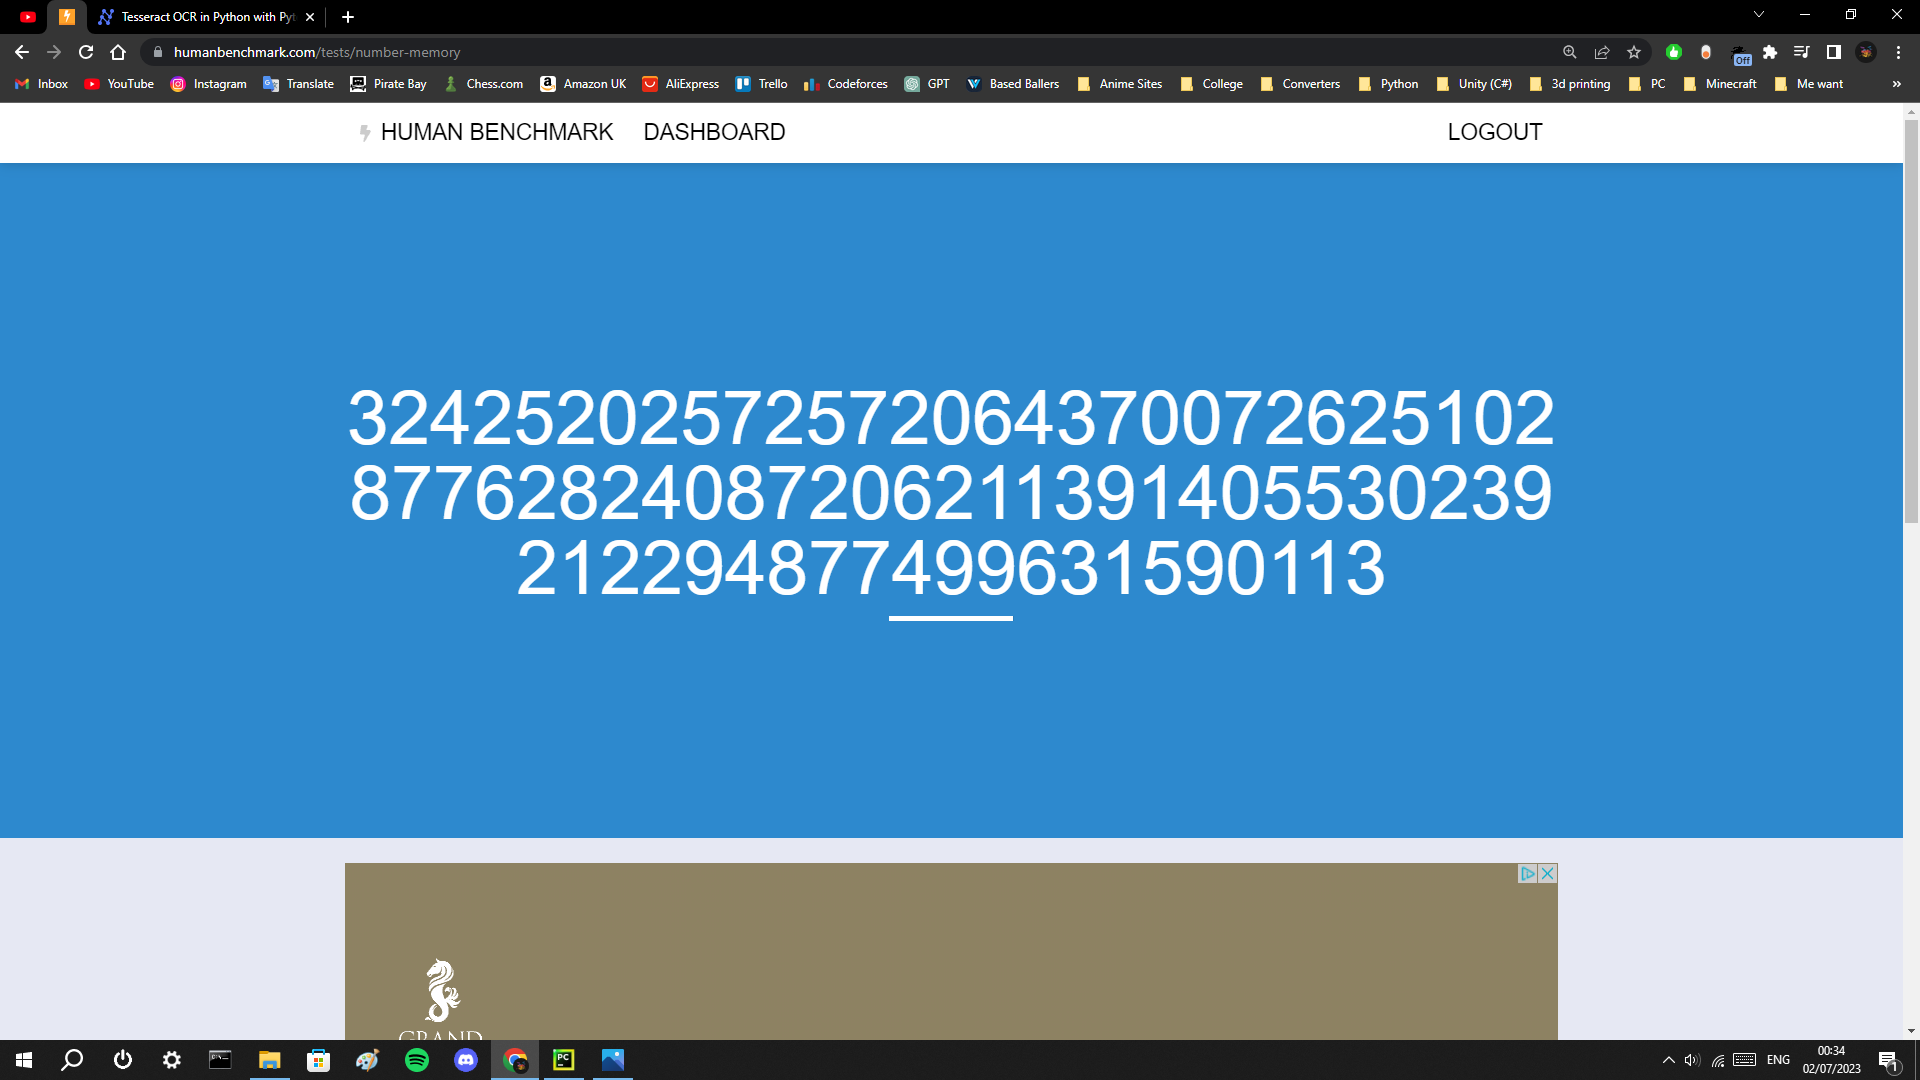 Tesseract OCR in Python with Pyt
humanbenchmark.com/tests/number-memory
Off
Inbox YouTube Instagram Translate Pirate Bay Chess.com Amazon UK AliExpress Trello Codeforces GPT Based Ballers Anime Sites College Converters Python Unity (C#) 3d printing PC Minecraft Me want »
HUMAN BENCHMARK DASHBOARD LOGOUT
32425202572572064370072625102
87762824087206211391405530239
212294877499631590113
GRAND
ENG
00:34
02/07/2023
1